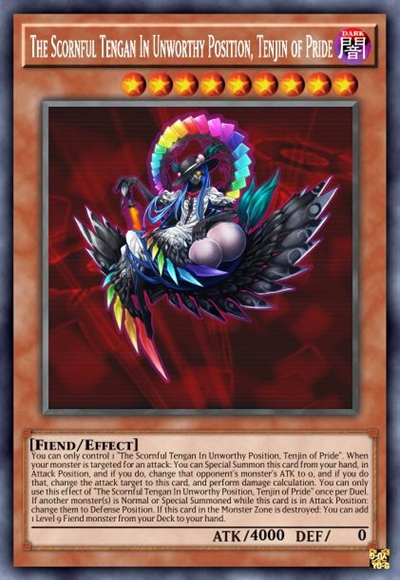 The Scornful Tengan In Unworthy Position, Tenjin of Pride
DARK
闇
[Fiend/Effect]
You can only control 1 "The Scornful Tengan In Unworthy Position, Tenjin of Pride". When
your monster is targeted for an attack: You can Special Summon this card from your hand, in
Attack Position, and if you do, change that opponent's monster's ATK to 0, and if you do
that, change the attack target to this card, and perform damage calculation. You can only
use this effect of "The Scornful Tengan In Unworthy Position, Tenjin of Pride" once per Duel.
If another monster(s) is Normal or Special Summoned while this card is in Attack Position:
change them to Defense Position. If this card in the Monster Zone is destroyed: You can add
1 Level 9 Fiend monster from your Deck to your hand.
ATK/4000 DEF/ 0